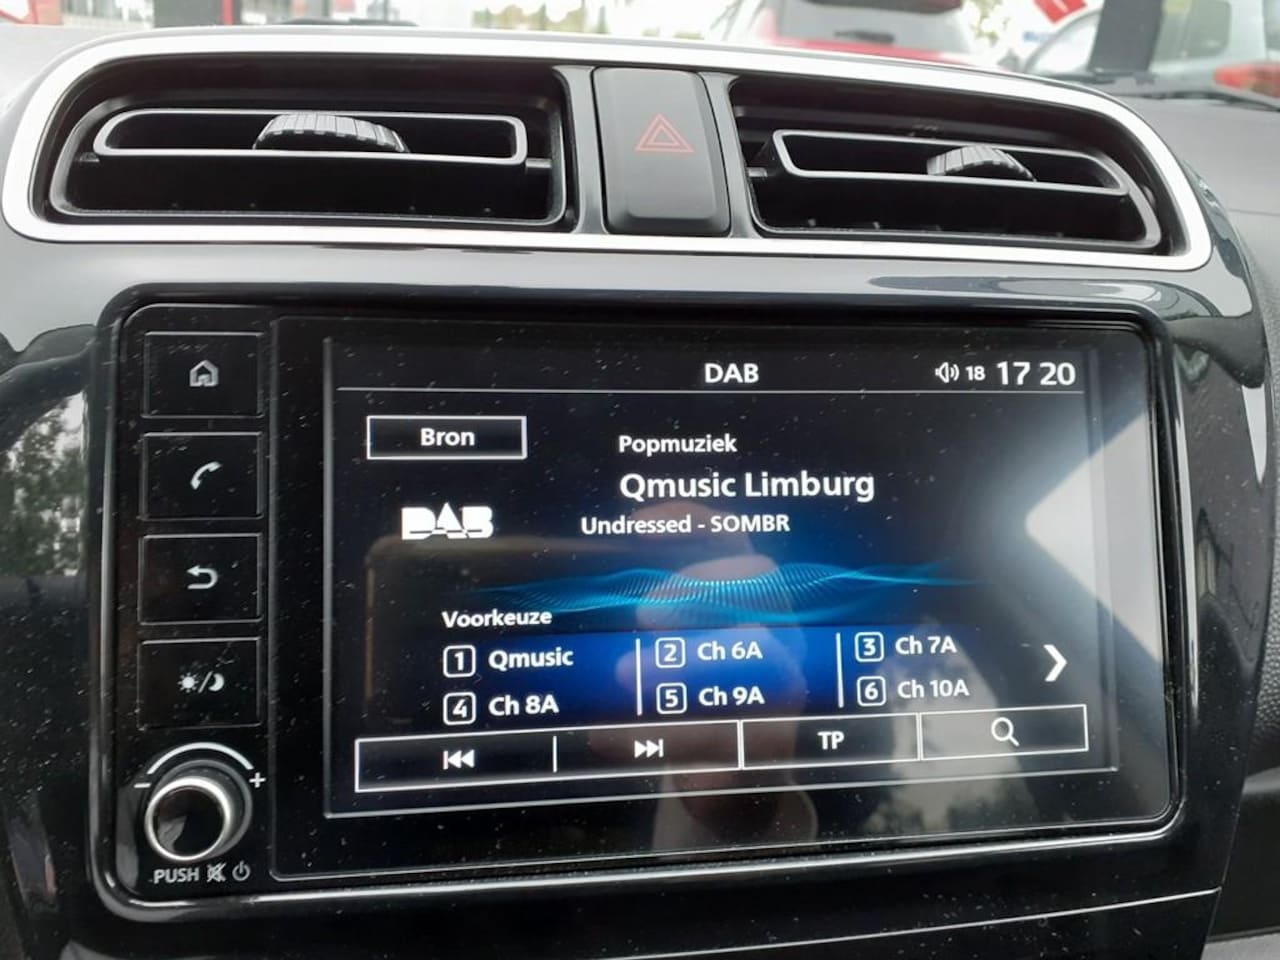 DAB
18 17 20
Bron
Popmuziek
Qmusic Limburg
DAB
Undressed - SOMBR
Voorkeuze
1 Qmusic
2 Ch 6A
3 Ch 7A
4 Ch 8A
5 Ch 9A
6 Ch 10A
TP
- +
PUSH